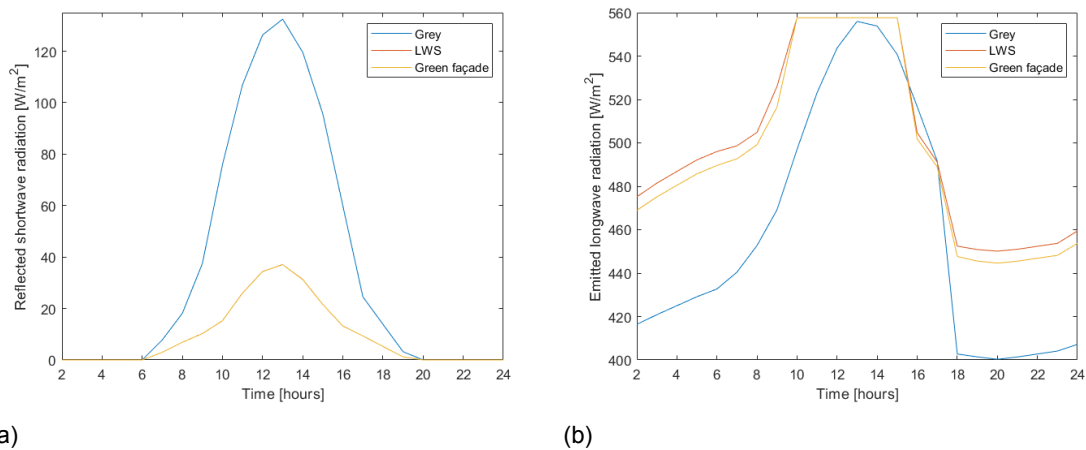 Reflected shortwave radiation [W/m²]
120
100
80
60
40
20
0
2 4 6 8 10 12 14 16 18 20 22 24
Time [hours]
Grey
LWS
Green façade
a)
Emitted longwave radiation [W/m²]
560
540
520
500
480
460
440
420
400
2 4 6 8 10 12 14 16 18 20 22 24
Time [hours]
Grey
LWS
Green façade
(b)